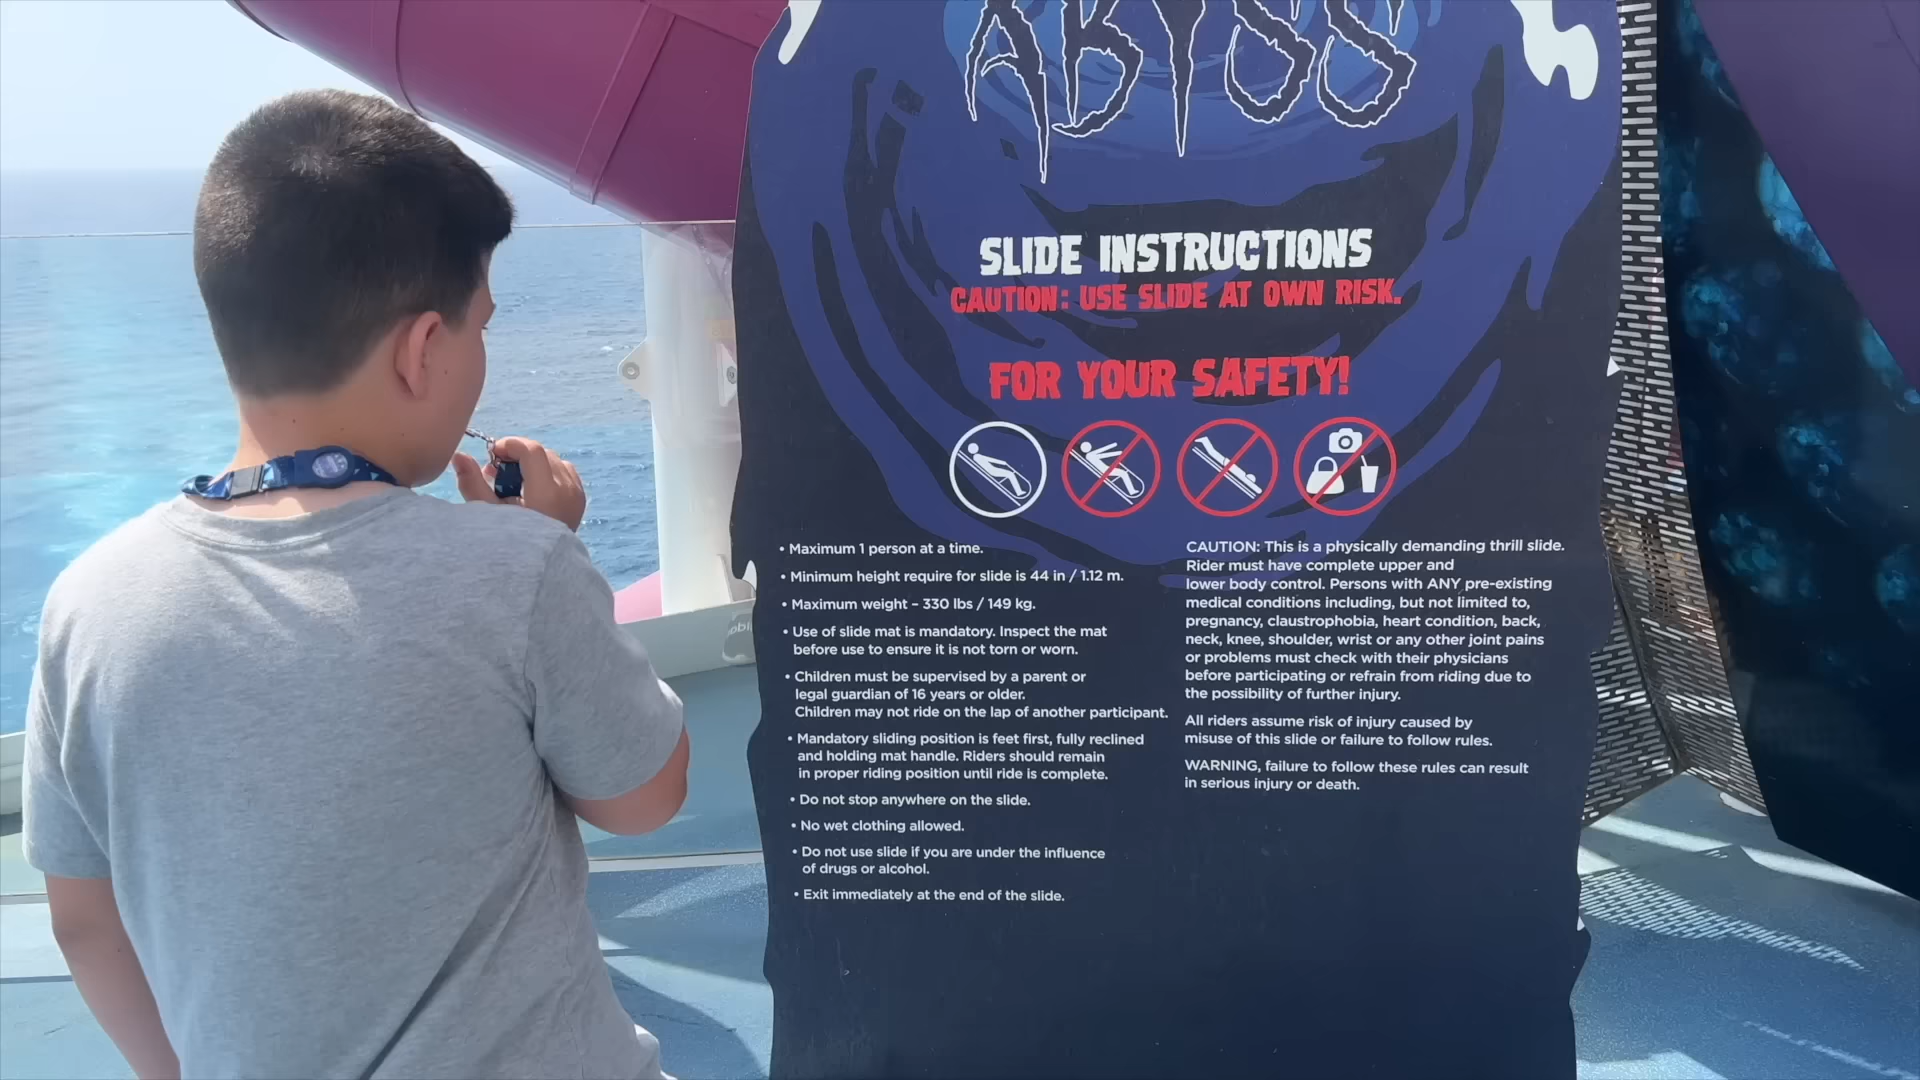 ABYSS
SLIDE INSTRUCTIONS
CAUTION: USE SLIDE AT OWN RISK.
FOR YOUR SAFETY!
• Maximum 1 person at a time.
• Minimum height require for slide is 44 in / 1.12 m.
• Maximum weight – 330 lbs / 149 kg.
• Use of slide mat is mandatory. Inspect the mat
before use to ensure it is not torn or worn.
• Children must be supervised by a parent or
legal guardian of 16 years or older.
Children may not ride on the lap of another participant.
• Mandatory sliding position is feet first, fully reclined
and holding mat handle. Riders should remain
in proper riding position until ride is complete.
• Do not stop anywhere on the slide.
• No wet clothing allowed.
• Do not use slide if you are under the influence
of drugs or alcohol.
• Exit immediately at the end of the slide.
CAUTION: This is a physically demanding thrill slide.
Rider must have complete upper and
lower body control. Persons with ANY pre-existing
medical conditions including, but not limited to,
pregnancy, claustrophobia, heart condition, back,
neck, knee, shoulder, wrist or any other joint pains
or problems must check with their physicians
before participating or refrain from riding due to
the possibility of further injury.
All riders assume risk of injury caused by
misuse of this slide or failure to follow rules.
WARNING, failure to follow these rules can result
in serious injury or death.